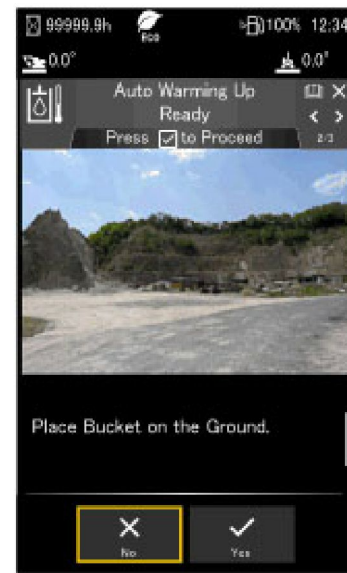 99999.9h ECO 100% 12:34
0.0° 0.0°
Auto Warming Up
Ready
Press to Proceed 2/3
Place Bucket on the Ground.
No Yes